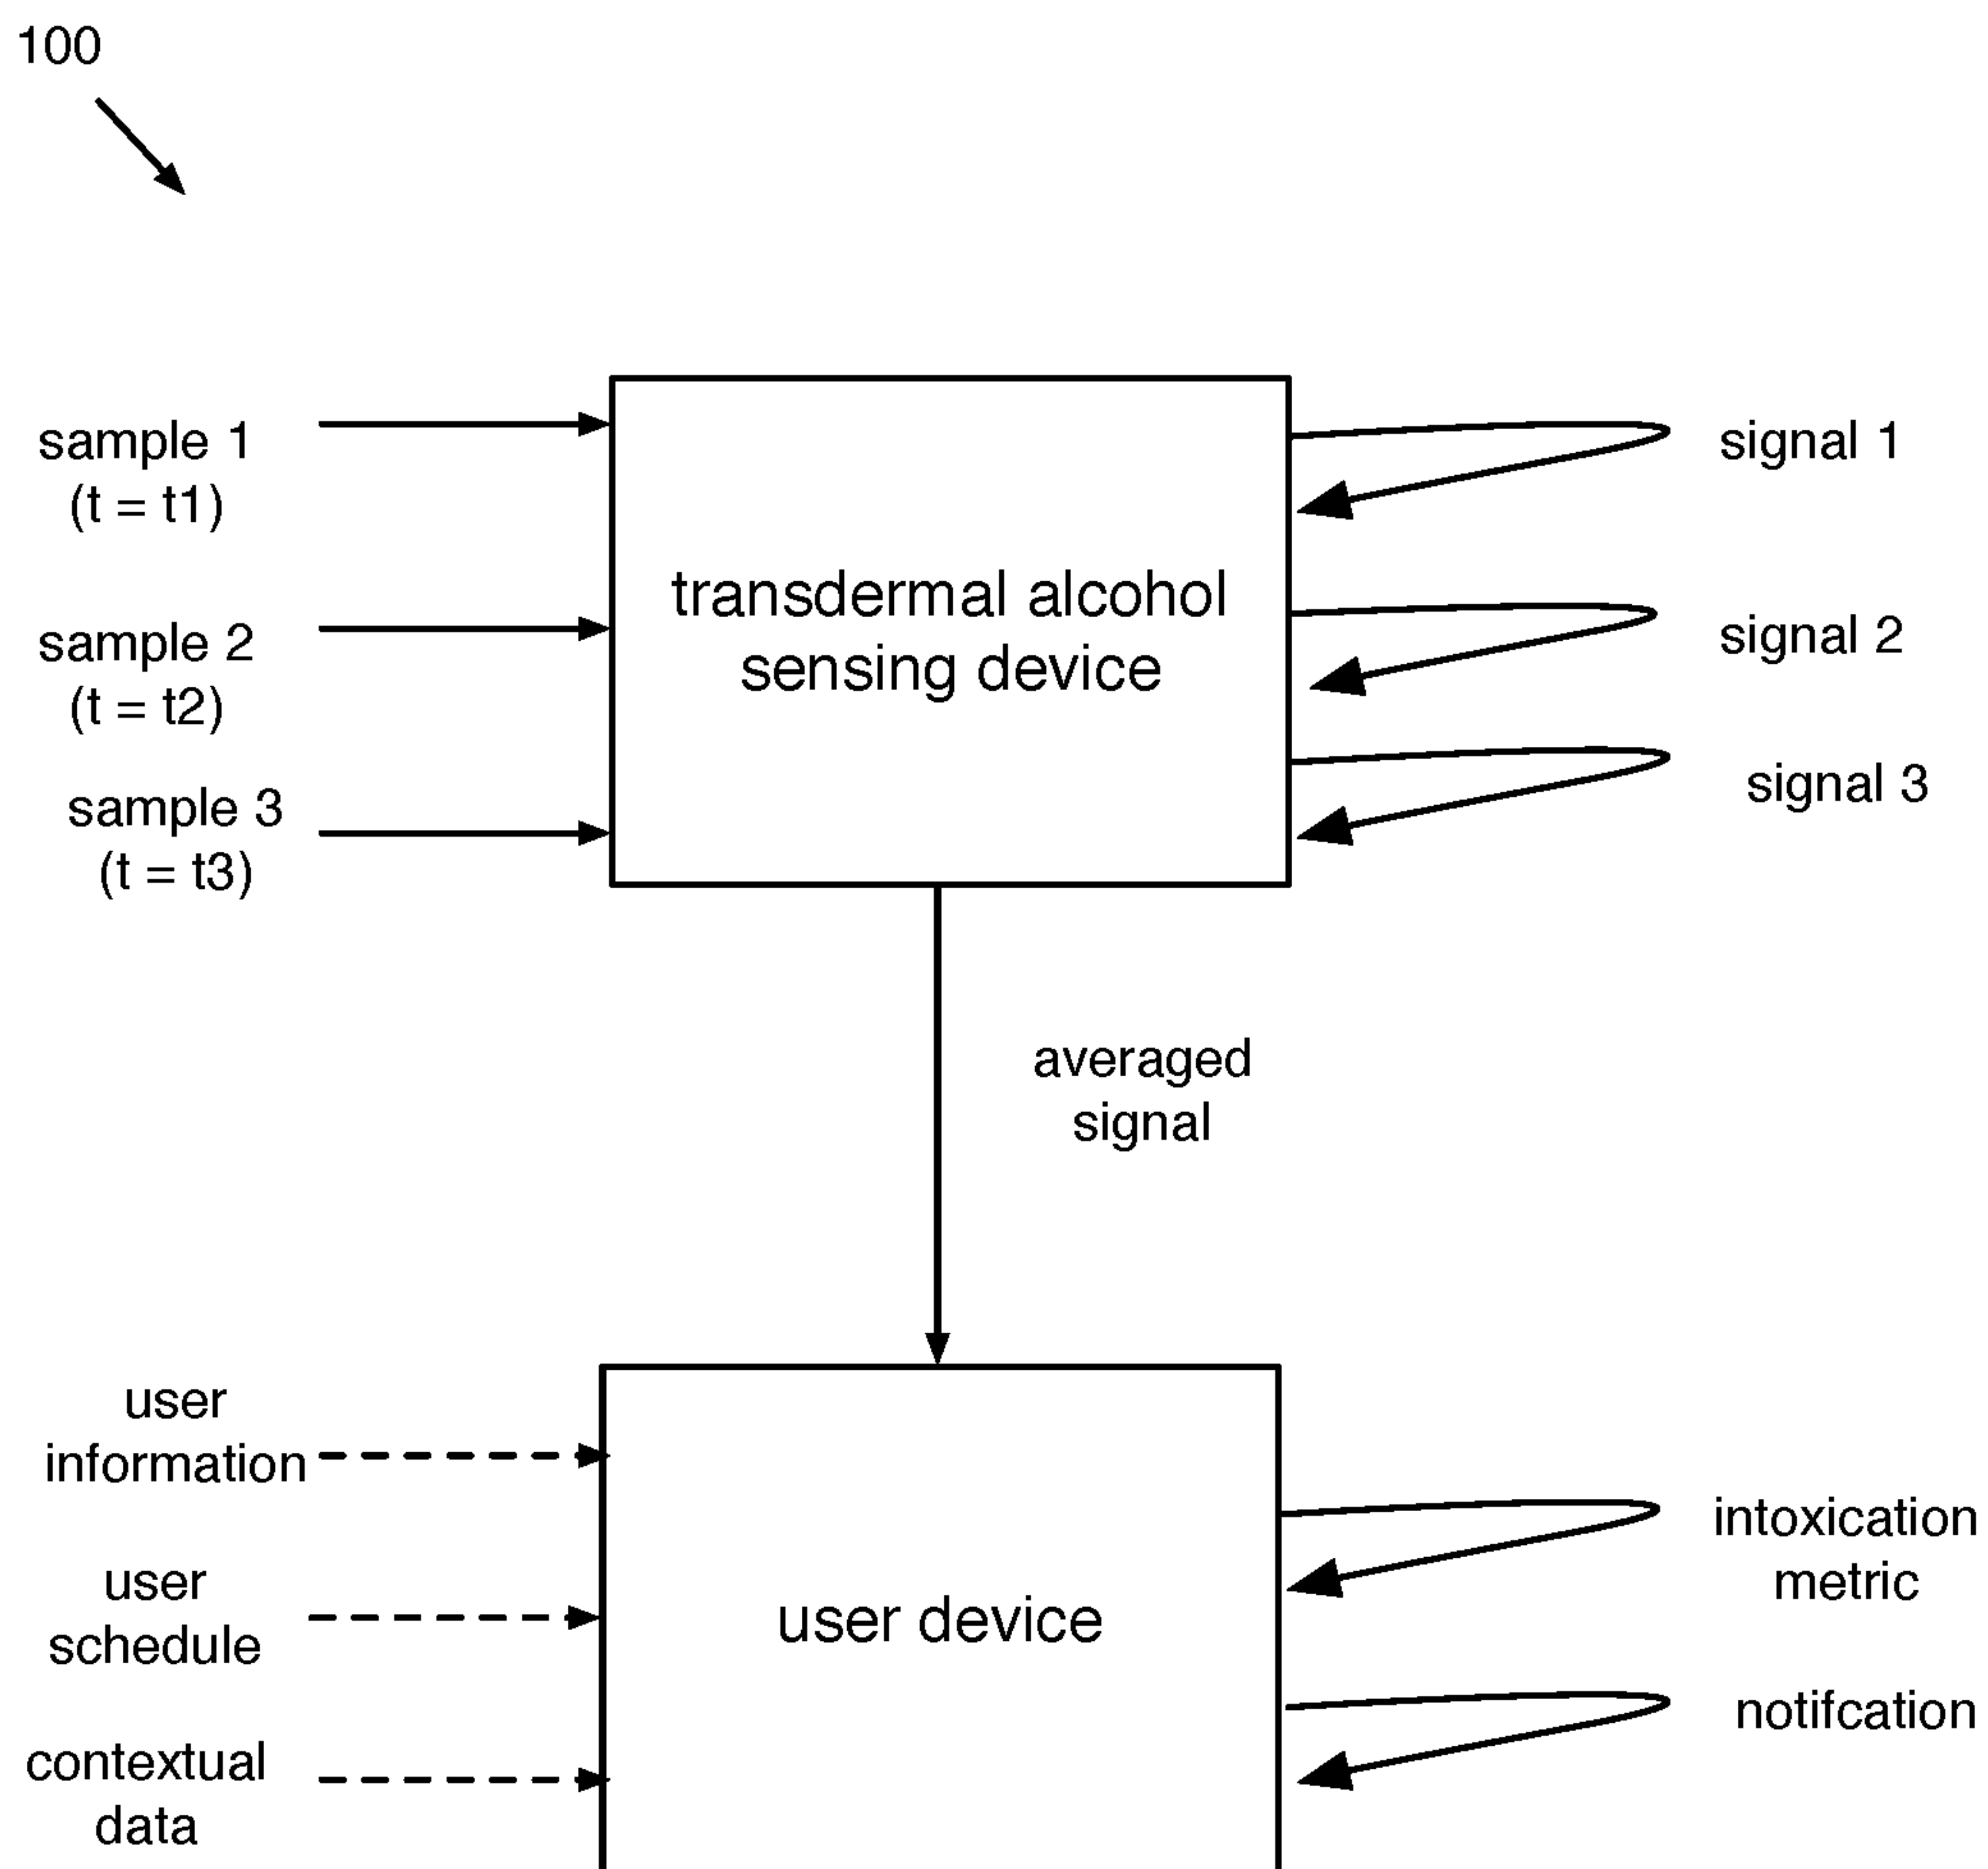 100
sample 1
(t = t1)
sample 2
(t = t2)
sample 3
(t = t3)
transdermal alcohol
sensing device
signal 1
signal 2
signal 3
averaged
signal
user
information
user
schedule
contextual
data
user device
intoxication
metric
notifcation